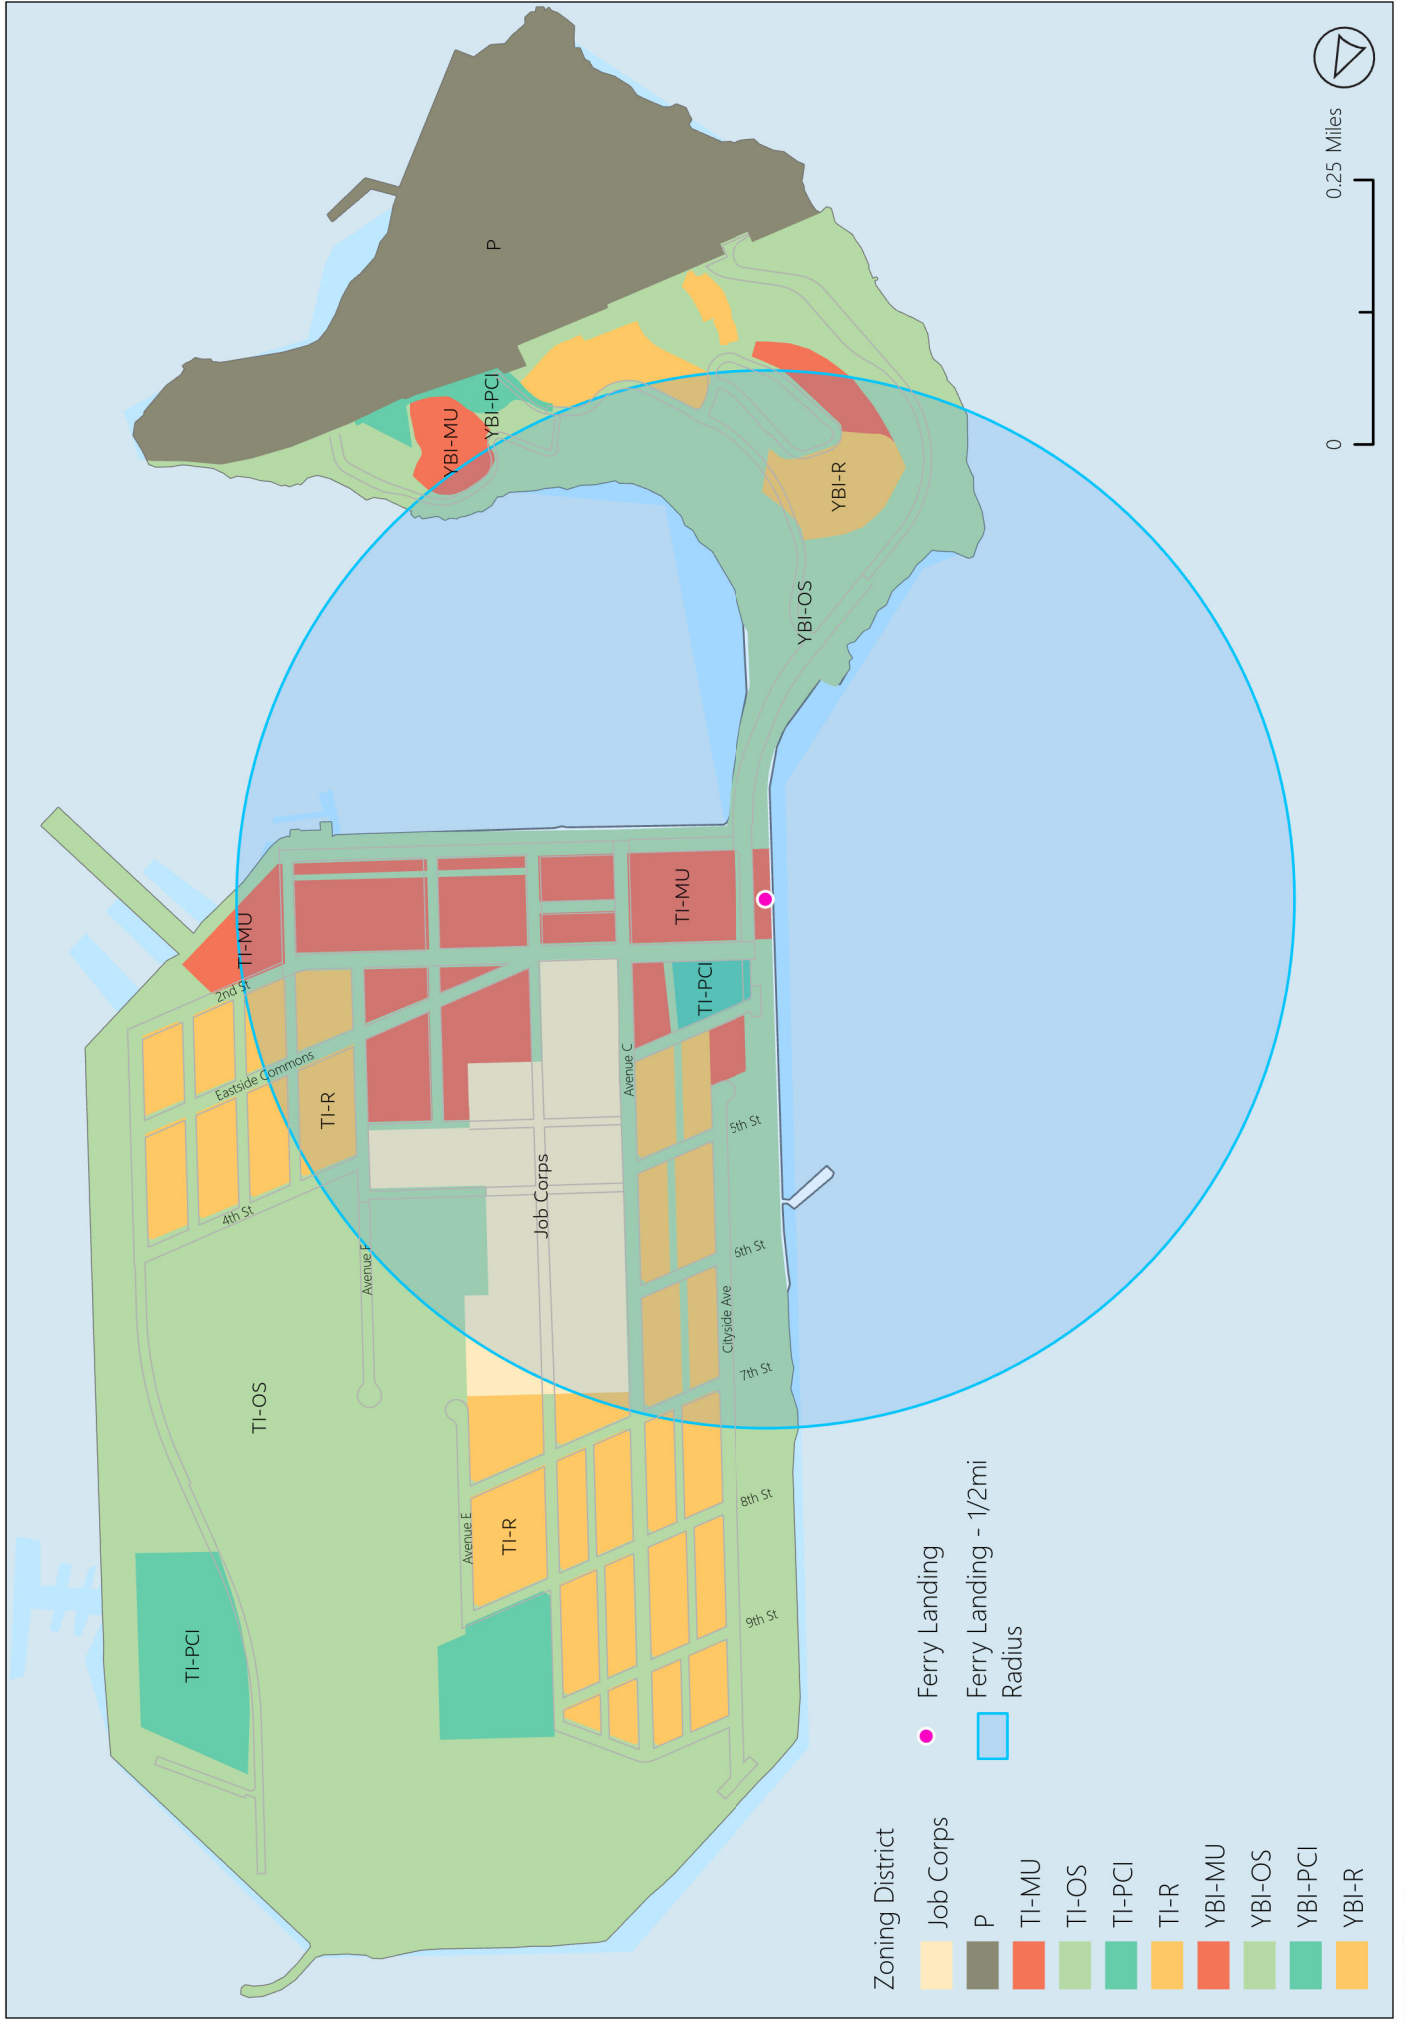 P
YBI-MU
YBI-PCI
YBI-R
YBI-OS
TI-MU
TI-MU
TI-PCI
2nd St
Eastside Commons
TI-R
4th St
Avenue F
Avenue C
Job Corps
5th St
6th St
Cityside Ave
7th St
TI-OS
Avenue E
TI-R
8th St
9th St
TI-PCI
0
0.25 Miles
Zoning District
Job Corps
P
TI-MU
TI-OS
TI-PCI
TI-R
YBI-MU
YBI-OS
YBI-PCI
YBI-R
Ferry Landing
Ferry Landing - 1/2mi
Radius